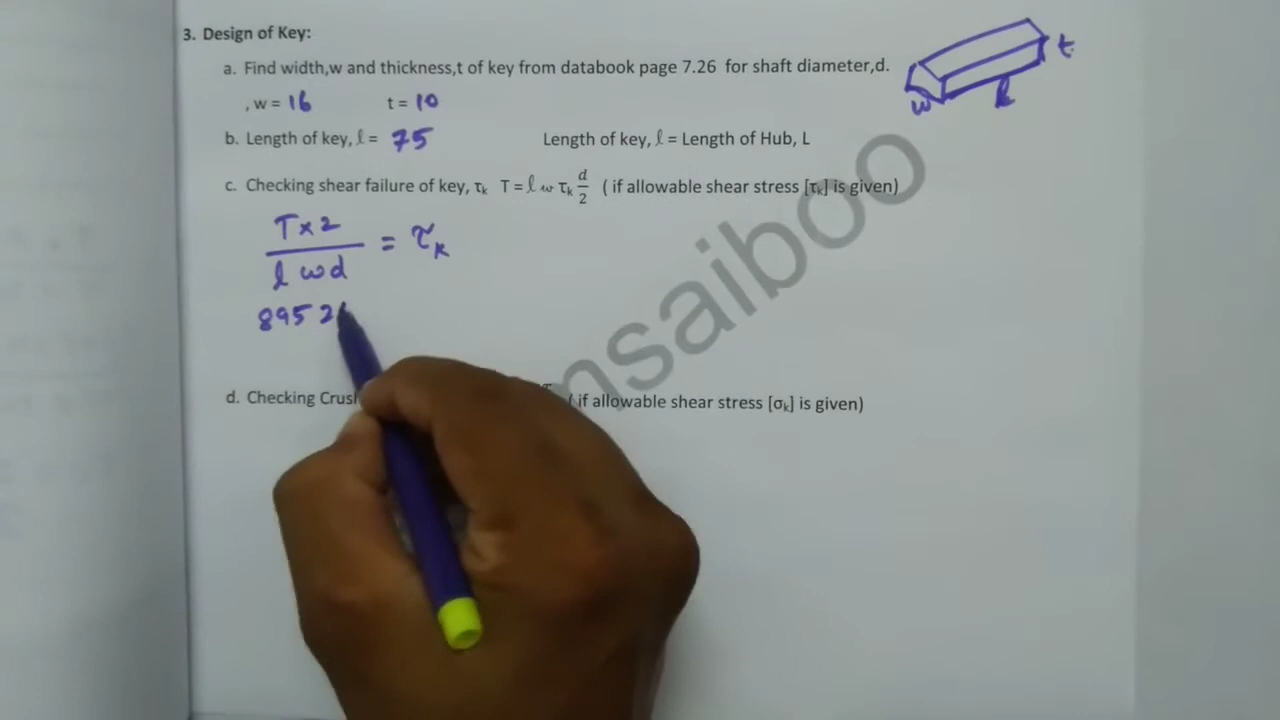 3. Design of Key:
a. Find width,w and thickness,t of key from databook page 7.26 for shaft diameter,d.
, w = 16 t = 10
b. Length of key, ℓ = 75 Length of key, ℓ = Length of Hub, L
c. Checking shear failure of key, τk T = ℓ w τk d/2 ( if allowable shear stress [τk] is given)
T × 2 / l w d = τk
895 2
d. Checking ( if allowable shear stress [σk] is given)
w
l
t
msaiboo